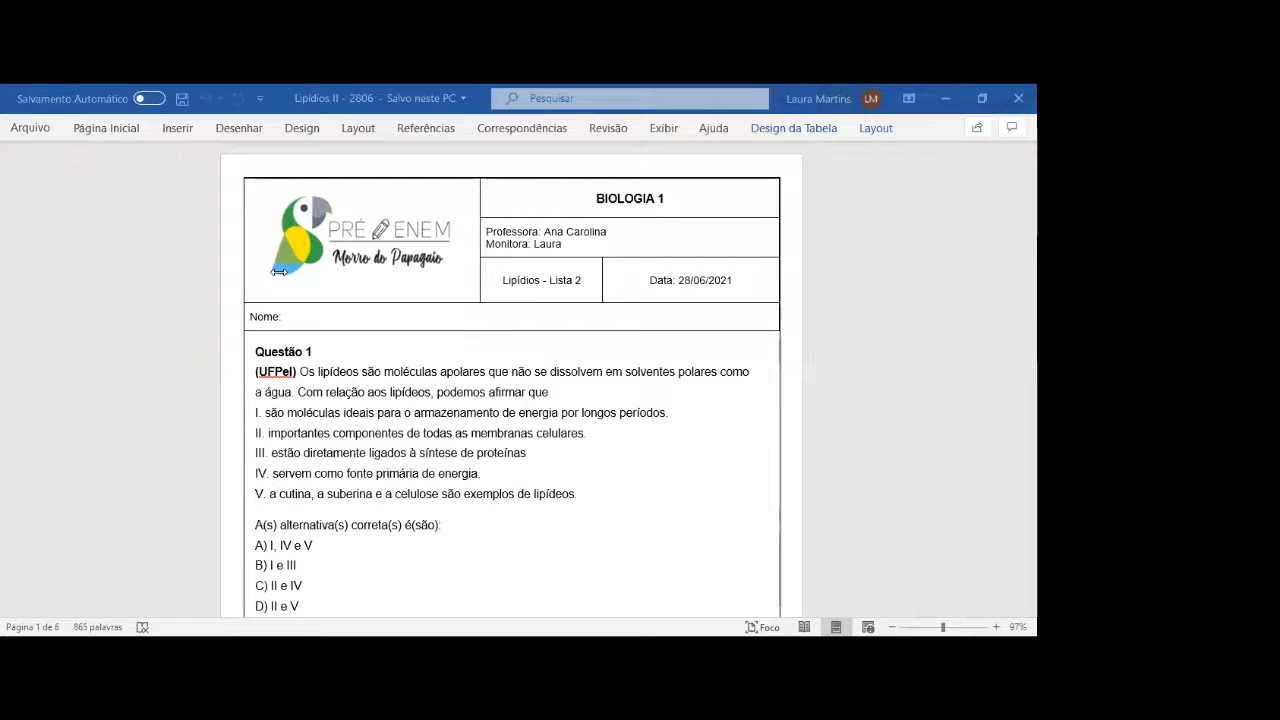 Salvamento Automático
Lipídios II - 2806 - Salvo neste PC
Pesquisar
Laura Martins
LM
Arquivo
Página Inicial
Inserir
Desenhar
Design
Layout
Referências
Correspondências
Revisão
Exibir
Ajuda
Design da Tabela
Layout
PRÉ ENEM
Morro do Papagaio
BIOLOGIA 1
Professora: Ana Carolina
Monitora: Laura
Lipídios - Lista 2
Data: 28/06/2021
Nome:
Questão 1
(UFPel) Os lipídeos são moléculas apolares que não se dissolvem em solventes polares como
a água. Com relação aos lipídeos, podemos afirmar que
I. são moléculas ideais para o armazenamento de energia por longos períodos.
II. importantes componentes de todas as membranas celulares.
III. estão diretamente ligados à síntese de proteínas
IV. servem como fonte primária de energia.
V. a cutina, a suberina e a celulose são exemplos de lipídeos.
A(s) alternativa(s) correta(s) é(são):
A) I, IV e V
B) I e III
C) II e IV
D) II e V
Página 1 de 6
865 palavras
Foco
97%